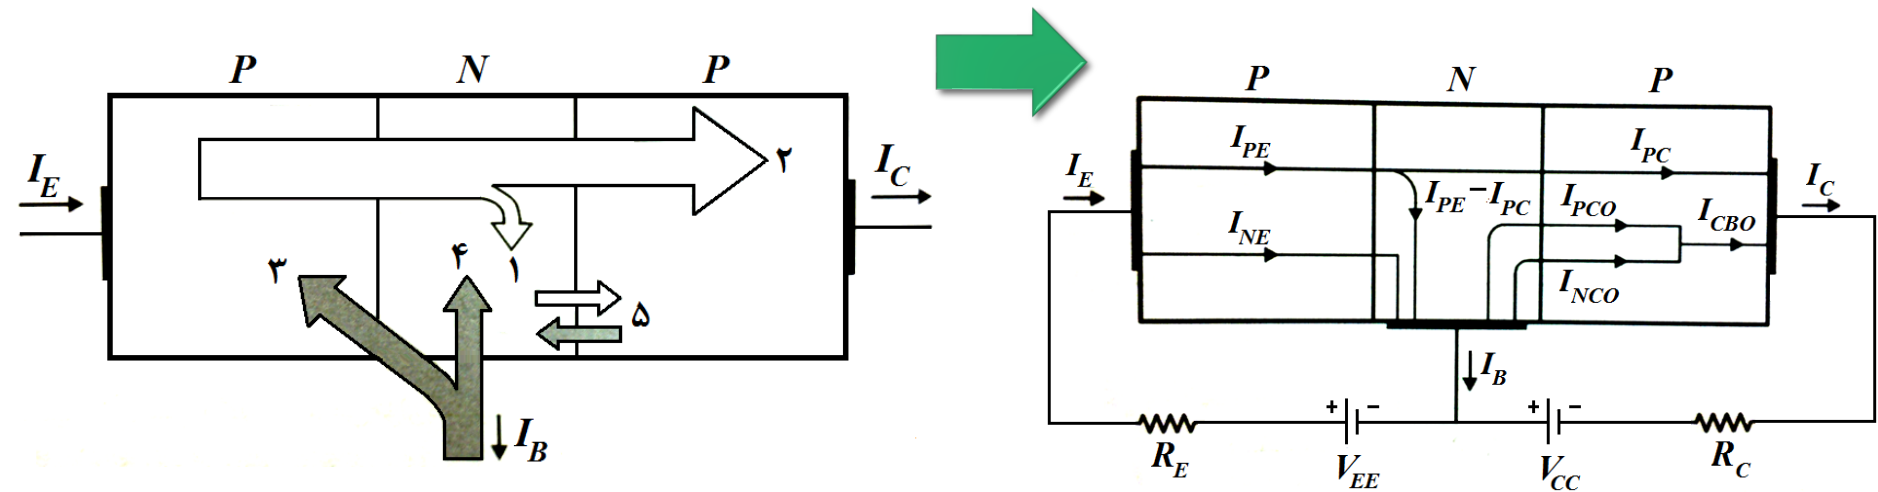 P N P
I_E
I_C
۲
۳
۴
۱
۵
I_B
P N P
I_E
I_PE
I_PC
I_PE - I_PC
I_PCO
I_CBO
I_C
I_NE
I_NCO
I_B
+ - + -
R_E
V_EE
V_CC
R_C